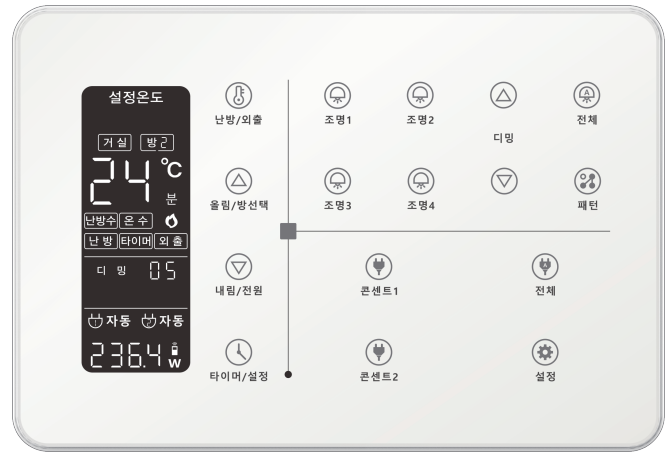 설정온도
거실 방2
24 ℃
분
난방수 온수
난방 타이머 외출
디밍 05
1 자동 2 자동
236.4 W
난방/외출
올림/방선택
내림/전원
타이머/설정
조명1 조명2 디밍 A 전체
조명3 조명4 패턴
콘센트1 A 전체
콘센트2 설정